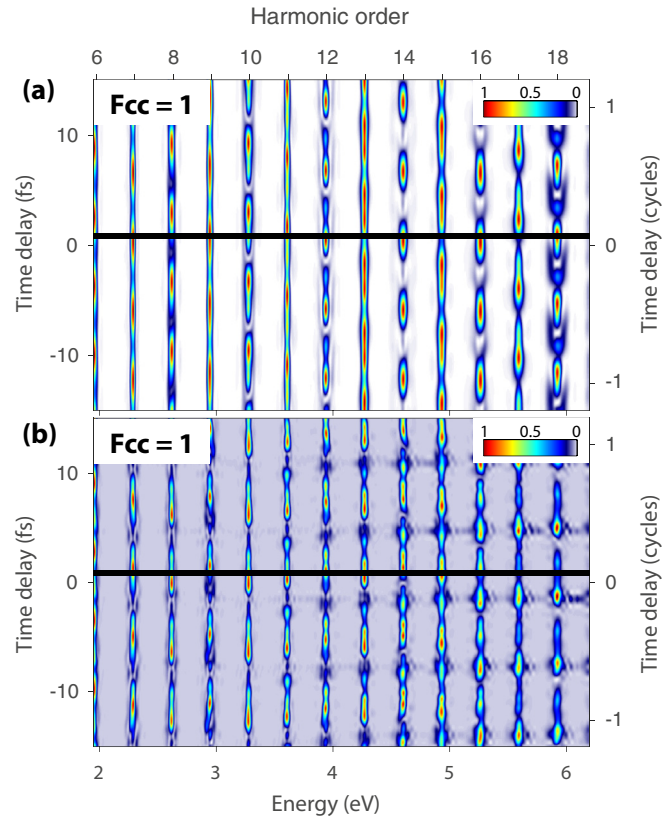 Harmonic order
6 8 10 12 14 16 18
(a)
Fcc = 1
1 0.5 0
10
0
-10
Time delay (fs)
1
0
-1
Time delay (cycles)
(b)
Fcc = 1
1 0.5 0
10
0
-10
Time delay (fs)
1
0
-1
Time delay (cycles)
2 3 4 5 6
Energy (eV)